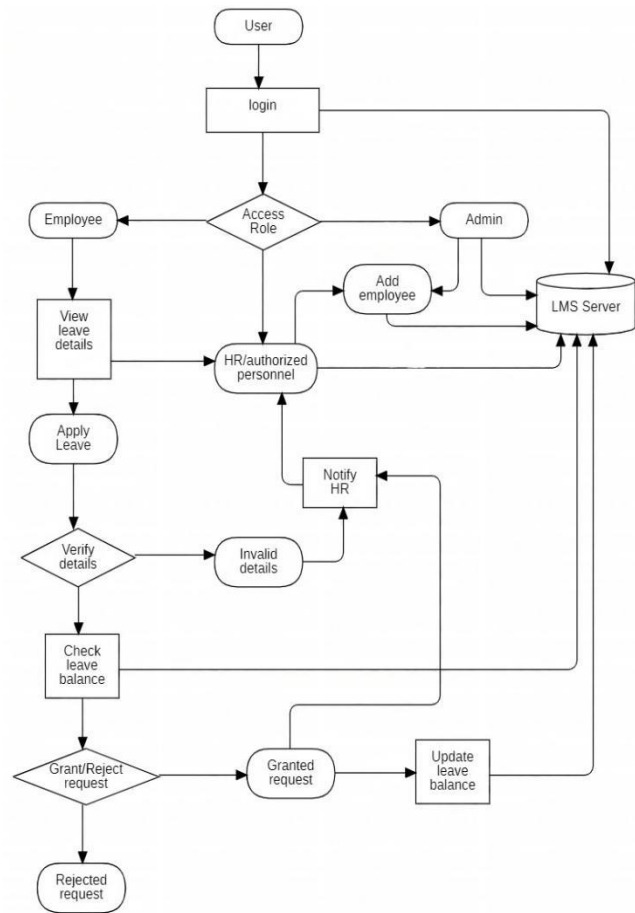 User
login
Access
Role
Employee
Admin
Add
employee
LMS Server
View
leave
details
HR/authorized
personnel
Apply
Leave
Notify
HR
Verify
details
Invalid
details
Check
leave
balance
Grant/Reject
request
Granted
request
Update
leave
balance
Rejected
request